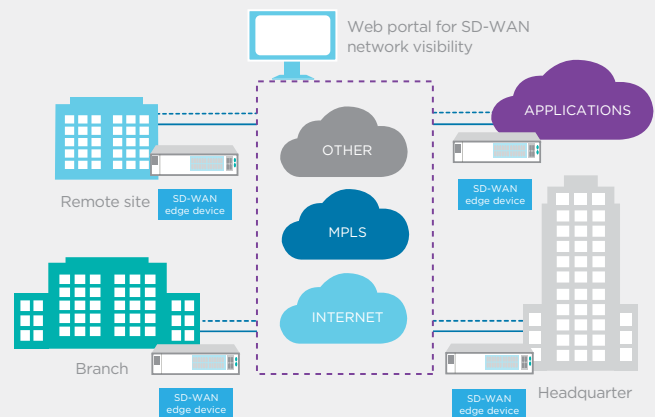 Web portal for SD-WAN
network visibility
APPLICATIONS
OTHER
SD-WAN
edge device
Remote site
SD-WAN
edge device
MPLS
INTERNET
Branch
SD-WAN
edge device
SD-WAN
edge device
Headquarter